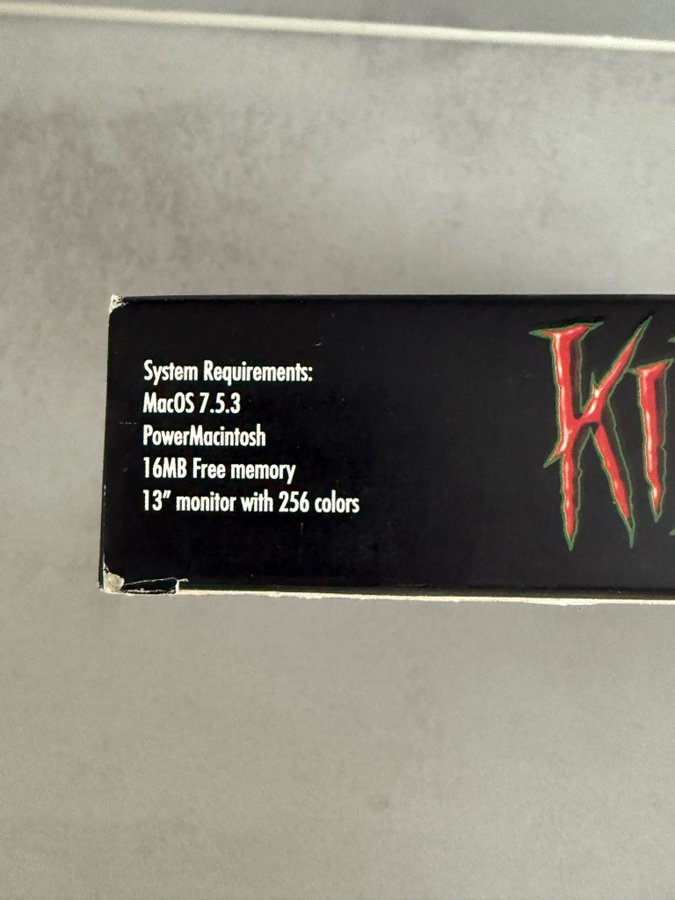 System Requirements:
MacOS 7.5.3
PowerMacintosh
16MB Free memory
13” monitor with 256 colors